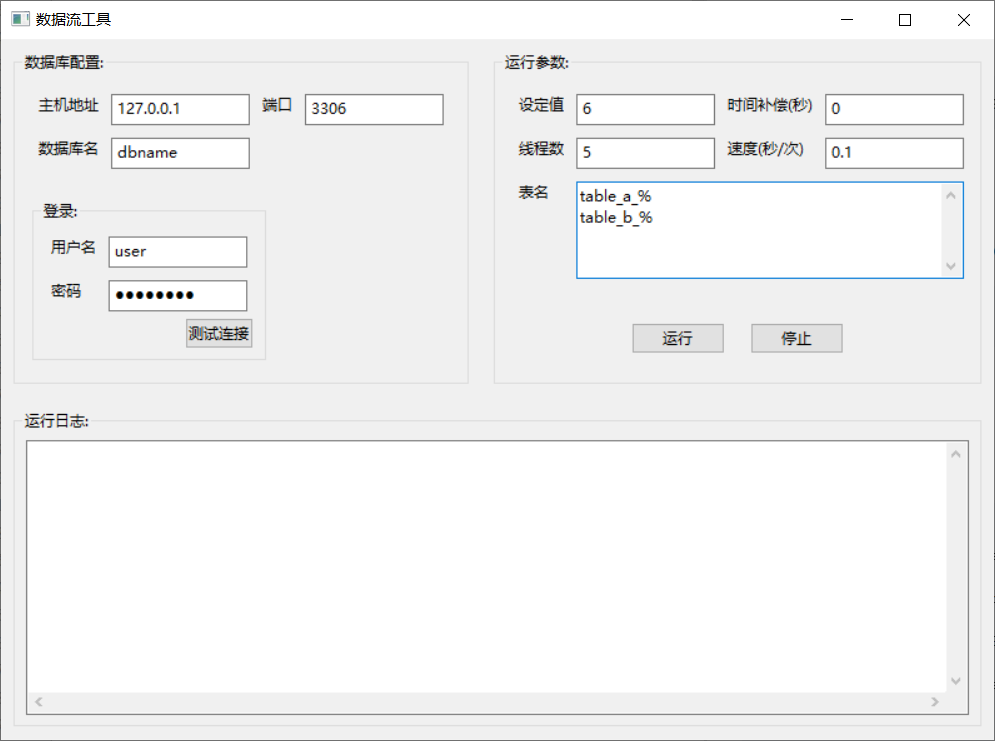 数据流工具
数据库配置:
主机地址 127.0.0.1 端口 3306
数据库名 dbname
登录:
用户名 user
密码 ●●●●●●●●
测试连接
运行参数:
设定值 6 时间补偿(秒) 0
线程数 5 速度(秒/次) 0.1
表名 table_a_%
table_b_%
运行 停止
运行日志: